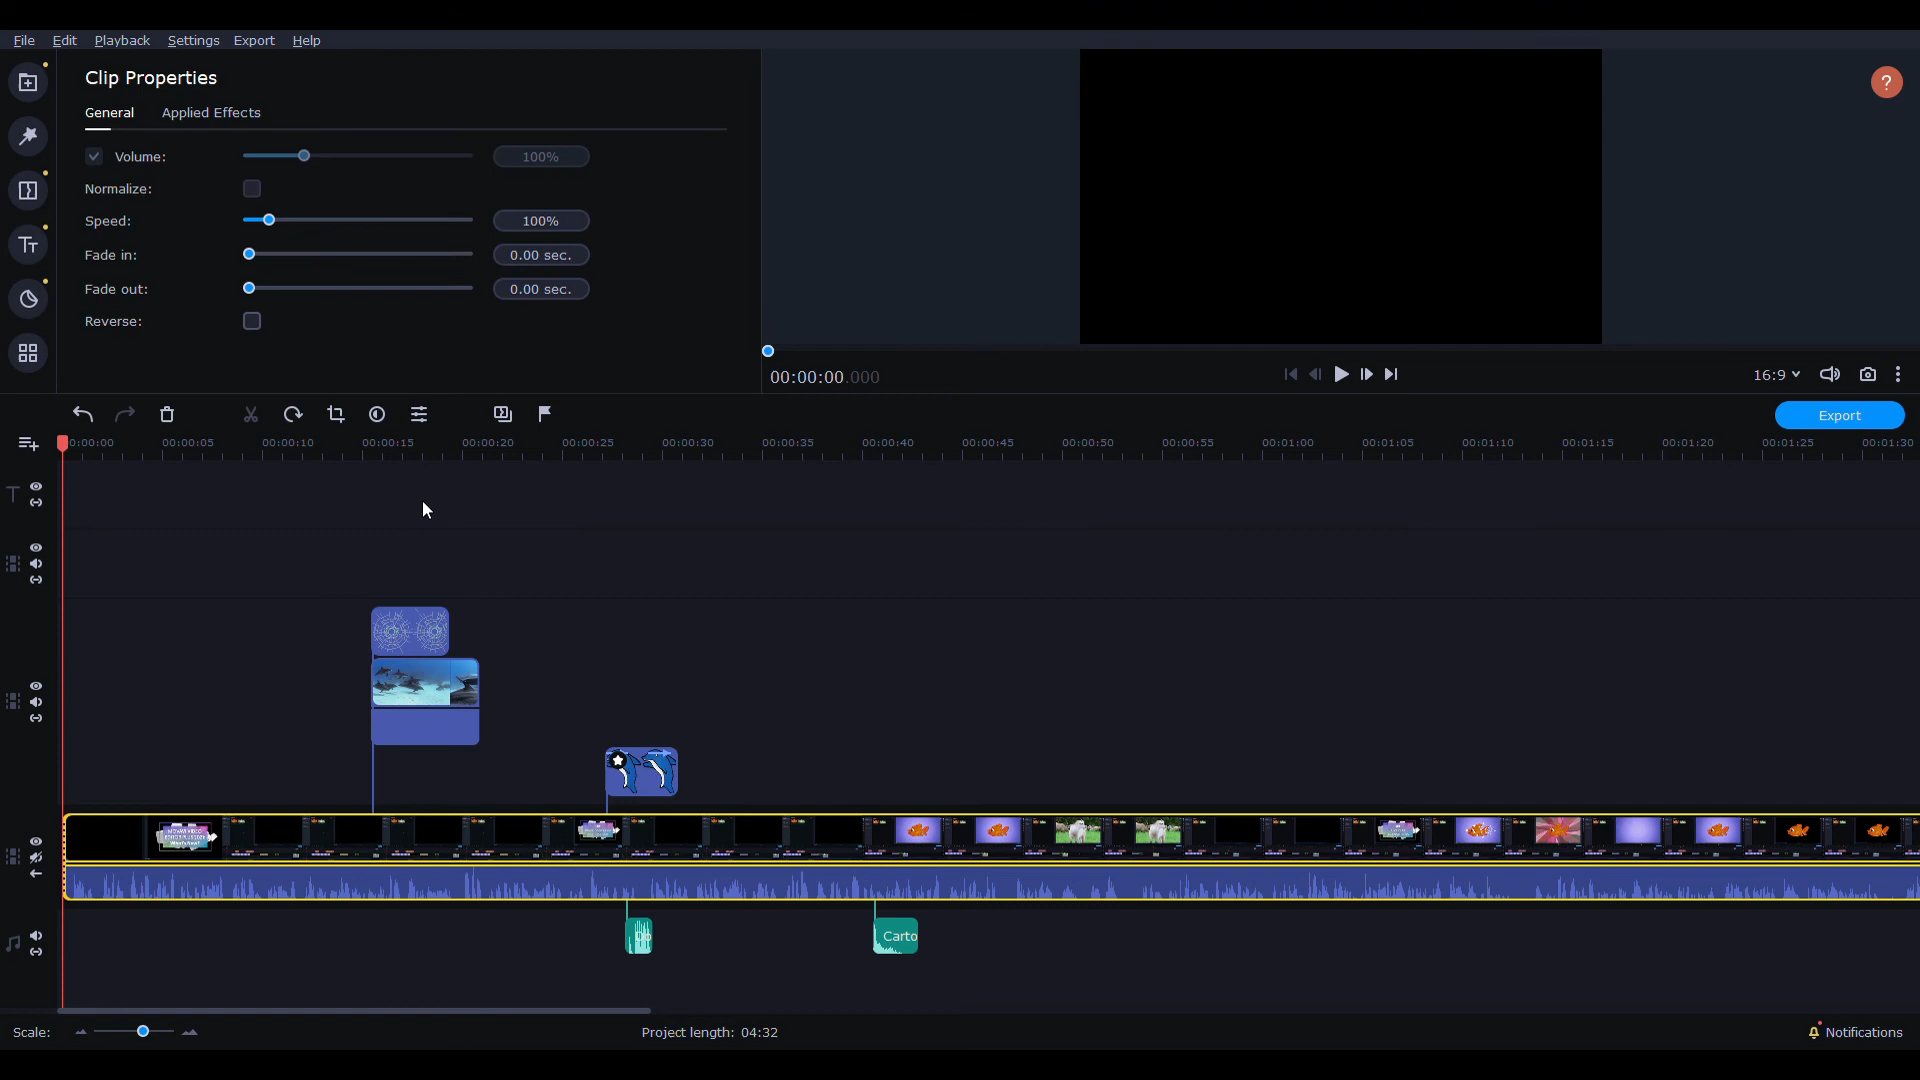 File Edit Playback Settings Export Help
Clip Properties
General Applied Effects
Volume: 100%
Normalize:
Speed: 100%
Fade in: 0.00 sec.
Fade out: 0.00 sec.
Reverse:
?
00:00:00.000
16:9
Export
0:00:00 00:00:05 00:00:10 00:00:15 00:00:20 00:00:25 00:00:30 00:00:35 00:00:40 00:00:45 00:00:50 00:00:55 00:01:00 00:01:05 00:01:10 00:01:15 00:01:20 00:01:25 00:01:30
Carto
Scale:
Project length: 04:32
Notifications